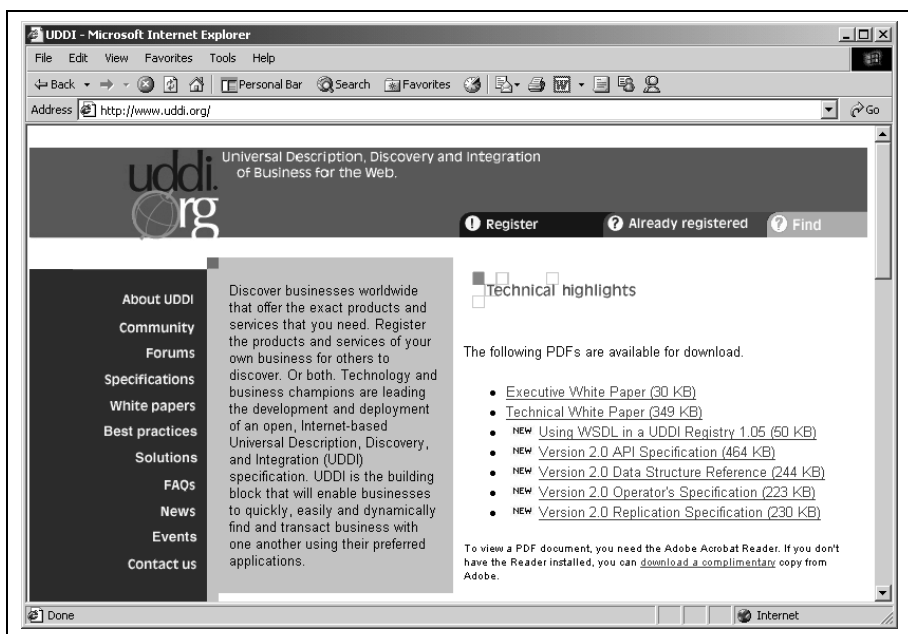 UDDI - Microsoft Internet Explorer
File Edit View Favorites Tools Help
Back Personal Bar Search Favorites
Address http://www.uddi.org/ Go
uddi.
org
Universal Description, Discovery and Integration
of Business for the Web.
! Register ? Already registered ? Find
About UDDI
Community
Forums
Specifications
White papers
Best practices
Solutions
FAQs
News
Events
Contact us
Discover businesses worldwide
that offer the exact products and
services that you need. Register
the products and services of your
own business for others to
discover. Or both. Technology and
business champions are leading
the development and deployment
of an open, Internet-based
Universal Description, Discovery,
and Integration (UDDI)
specification. UDDI is the building
block that will enable businesses
to quickly, easily and dynamically
find and transact business with
one another using their preferred
applications.
Technical highlights
The following PDFs are available for download.
• Executive White Paper (30 KB)
• Technical White Paper (349 KB)
• NEW Using WSDL in a UDDI Registry 1.05 (50 KB)
• NEW Version 2.0 API Specification (464 KB)
• NEW Version 2.0 Data Structure Reference (244 KB)
• NEW Version 2.0 Operator's Specification (223 KB)
• NEW Version 2.0 Replication Specification (230 KB)
To view a PDF document, you need the Adobe Acrobat Reader. If you don't
have the Reader installed, you can download a complimentary copy from
Adobe.
Done Internet